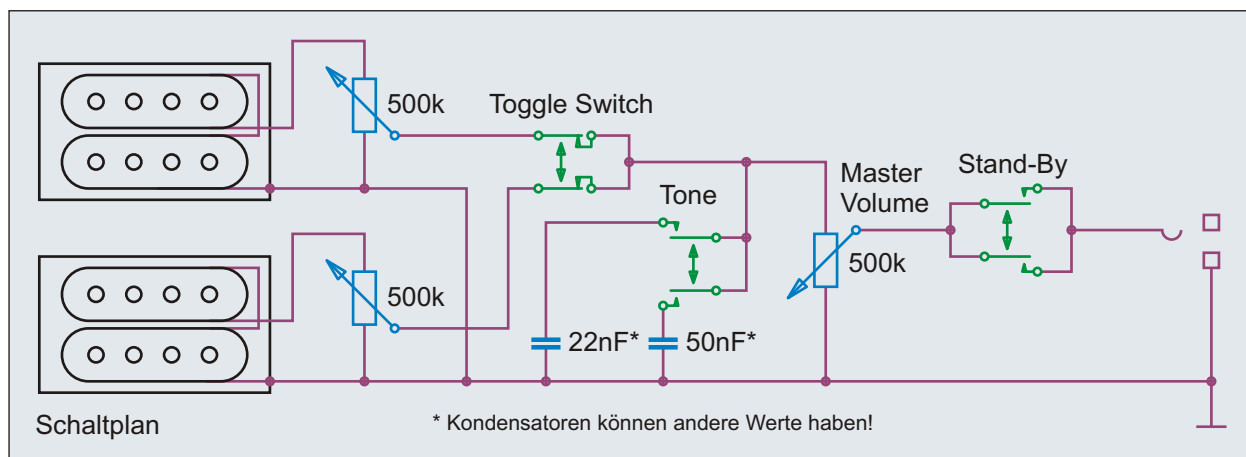 500k
Toggle Switch
Tone
Master
Volume
Stand-By
500k
500k
22nF*
50nF*
Schaltplan
* Kondensatoren können andere Werte haben!